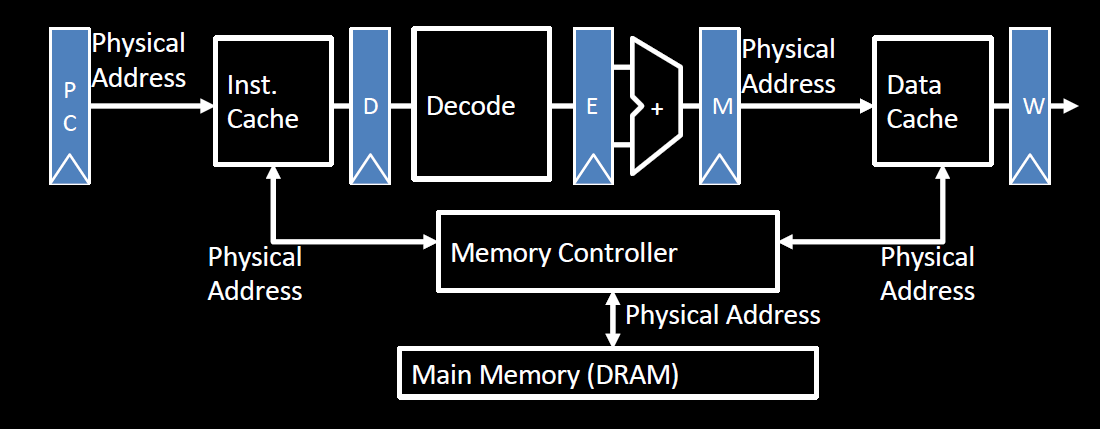 P
C
Physical
Address
Inst.
Cache
D
Decode
E
+
M
Physical
Address
Data
Cache
W
Physical
Address
Memory Controller
Physical
Address
Physical Address
Main Memory (DRAM)